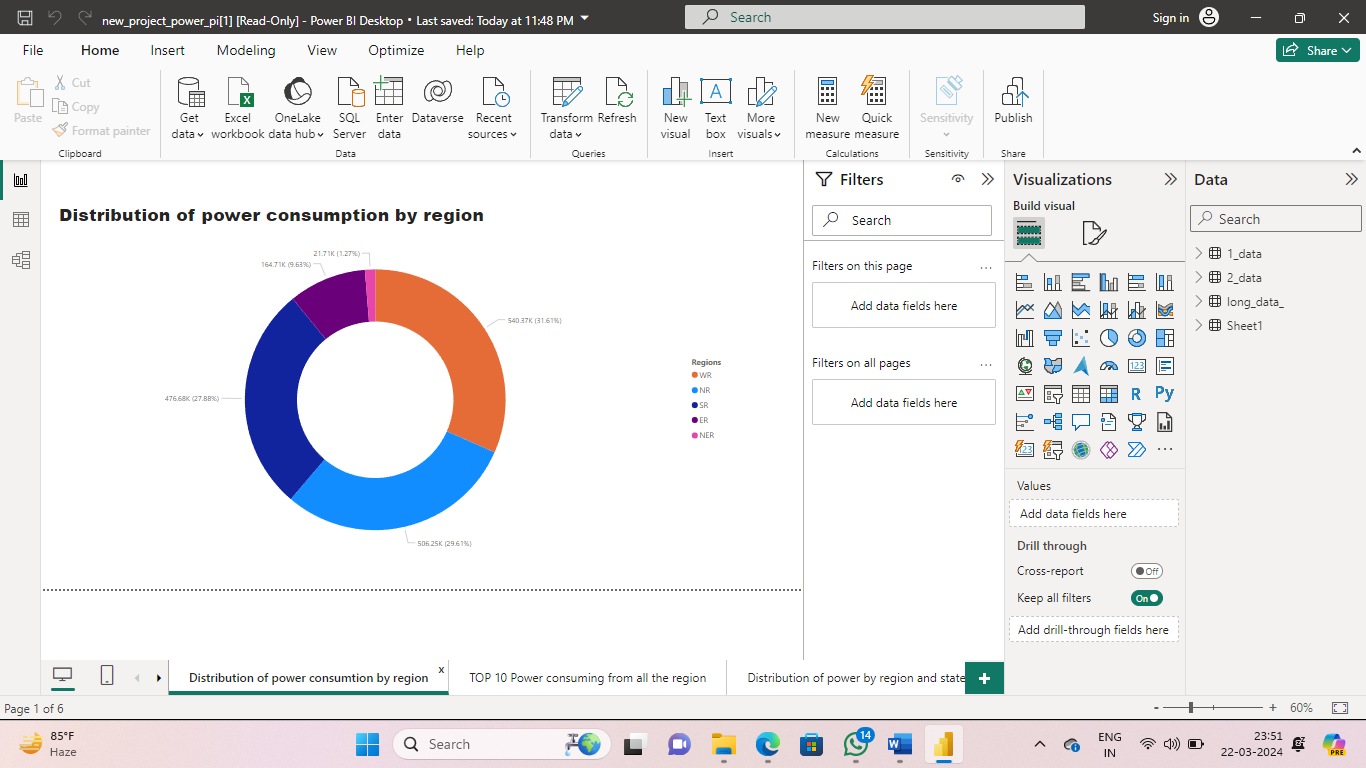 new_project_power_pi[1] [Read-Only] - Power BI Desktop • Last saved: Today at 11:48 PM
Search
Sign in
File
Home
Insert
Modeling
View
Optimize
Help
Share
Paste
Cut
Copy
Format painter
Clipboard
Get data
Excel workbook
OneLake data hub
SQL Server
Enter data
Dataverse
Recent sources
Data
Transform data
Refresh
Queries
New visual
Text box
More visuals
Insert
New measure
Quick measure
Calculations
Sensitivity
Sensitivity
Publish
Share
Distribution of power consumption by region
21.71K (1.27%)
164.71K (9.63%)
540.37K (31.61%)
476.68K (27.88%)
506.25K (29.61%)
Regions
WR
NR
SR
ER
NER
Filters
Search
Filters on this page
...
Add data fields here
Filters on all pages
...
Add data fields here
Visualizations
Build visual
123
R
Py
123
...
Values
Add data fields here
Drill through
Cross-report
Off
Keep all filters
On
Add drill-through fields here
Data
Search
1_data
2_data
long_data_
Sheet1
Distribution of power consumtion by region
x
TOP 10 Power consuming from all the region
Distribution of power by region and state
+
Page 1 of 6
- + 60%
85°F
Haze
Search
14
ENG
IN
23:51
22-03-2024
PRE